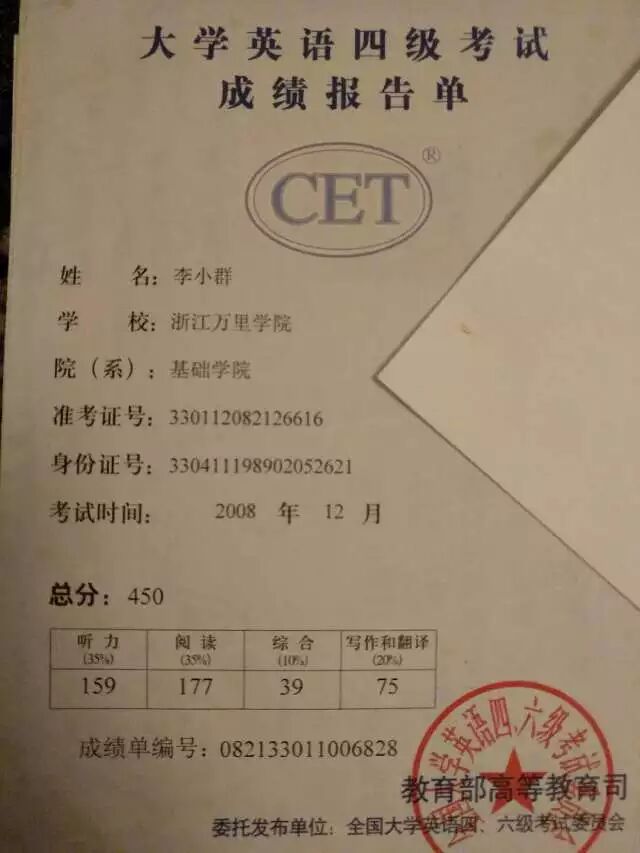 大学英语四级考试
成绩报告单
CET®
姓 名：李小群
学 校：浙江万里学院
院（系）：基础学院
准考证号：330112082126616
身份证号：330411198902052621
考试时间： 2008 年 12 月
总分：450
听力 阅读 综合 写作和翻译
(35%) (35%) (10%) (20%)
159 177 39 75
成绩单编号：082133011006828
教育部高等教育司
委托发布单位：全国大学英语四、六级考试委员会